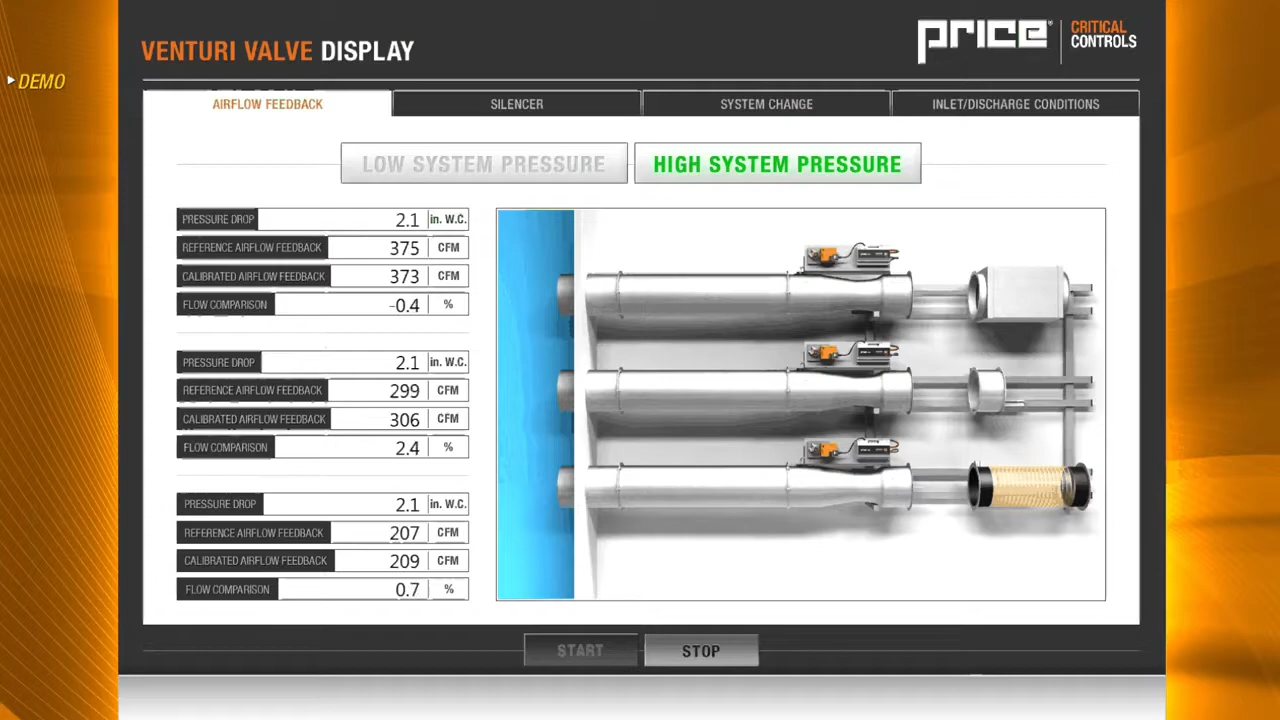 VENTURI VALVE DISPLAY
PRICE® CRITICAL CONTROLS
DEMO
AIRFLOW FEEDBACK
SILENCER
SYSTEM CHANGE
INLET/DISCHARGE CONDITIONS
LOW SYSTEM PRESSURE
HIGH SYSTEM PRESSURE
PRESSURE DROP 2.1 in. W.C.
REFERENCE AIRFLOW FEEDBACK 375 CFM
CALIBRATED AIRFLOW FEEDBACK 373 CFM
FLOW COMPARISON -0.4 %
PRESSURE DROP 2.1 in. W.C.
REFERENCE AIRFLOW FEEDBACK 299 CFM
CALIBRATED AIRFLOW FEEDBACK 306 CFM
FLOW COMPARISON 2.4 %
PRESSURE DROP 2.1 in. W.C.
REFERENCE AIRFLOW FEEDBACK 207 CFM
CALIBRATED AIRFLOW FEEDBACK 209 CFM
FLOW COMPARISON 0.7 %
START
STOP